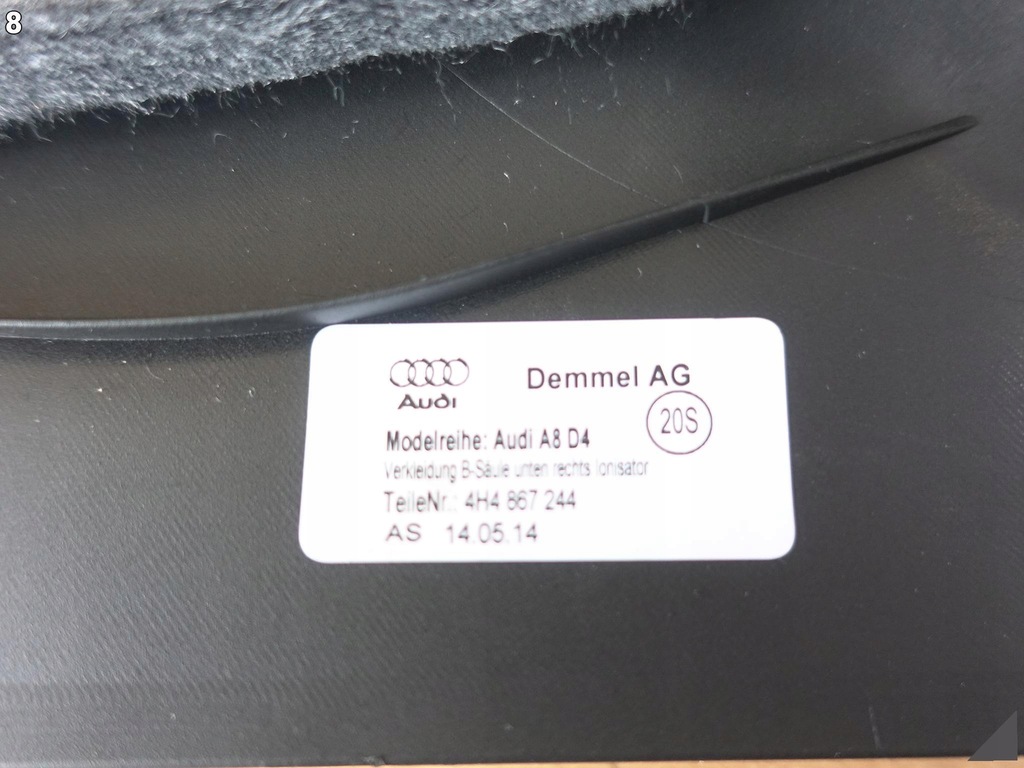 8
Audi
Demmel AG
20S
Modelreihe: Audi A8 D4
Verkleidung B-Säule unten rechts Ionisator
TeileNr.: 4H4 867 244
AS 14.05.14